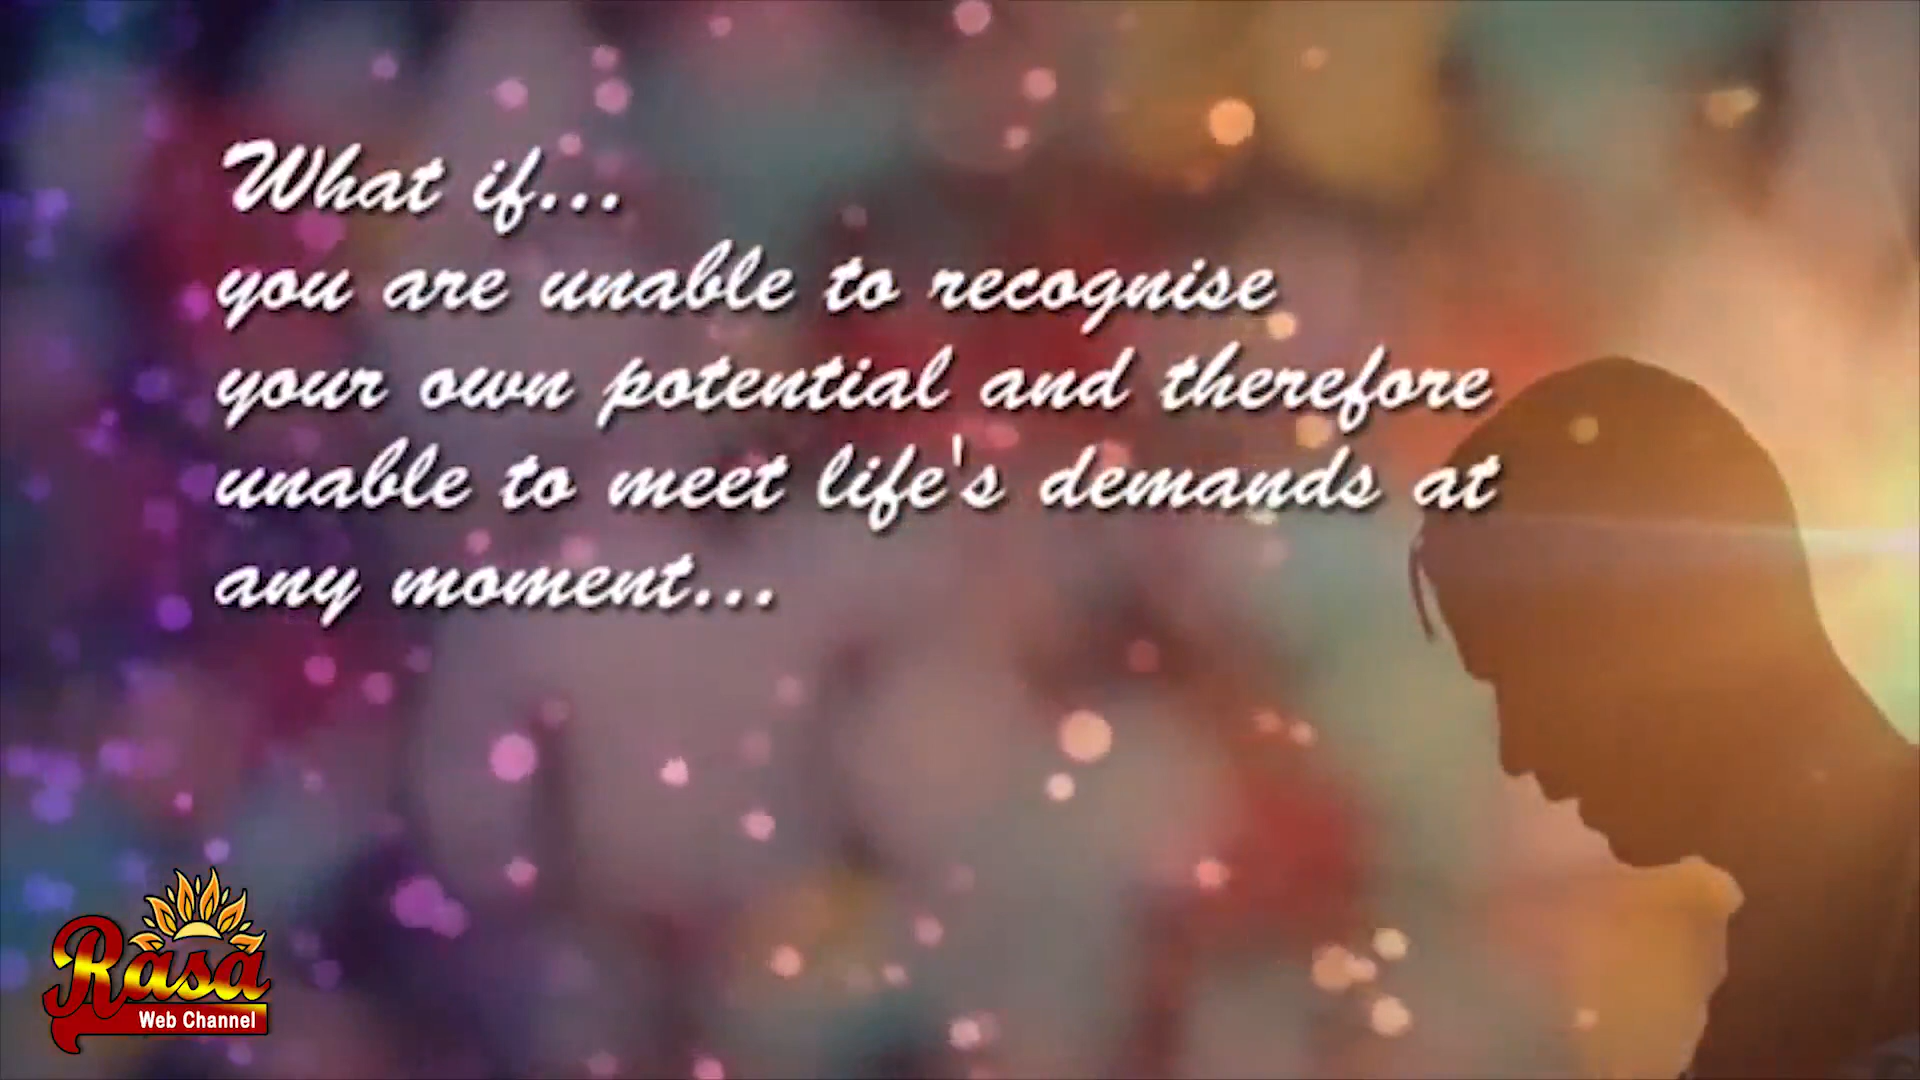 What if...
you are unable to recognise
your own potential and therefore
unable to meet life's demands at
any moment...
Rasa
Web Channel